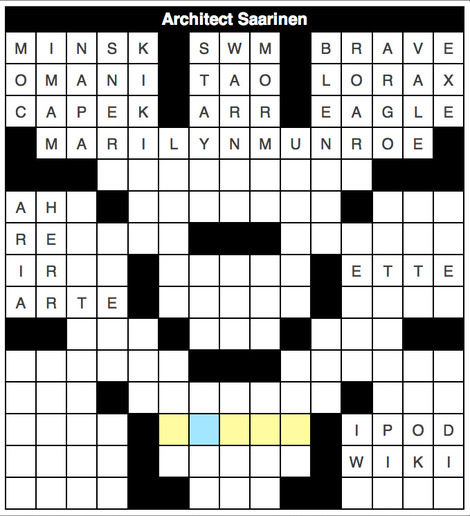 Architect Saarinen
M I N S K S W M B R A V E
O M A N I T A O L O R A X
C A P E K A R R E A G L E
M A R I L Y N M U N R O E
A H
R E
I R E T T E
A R T E
I P O D
W I K I